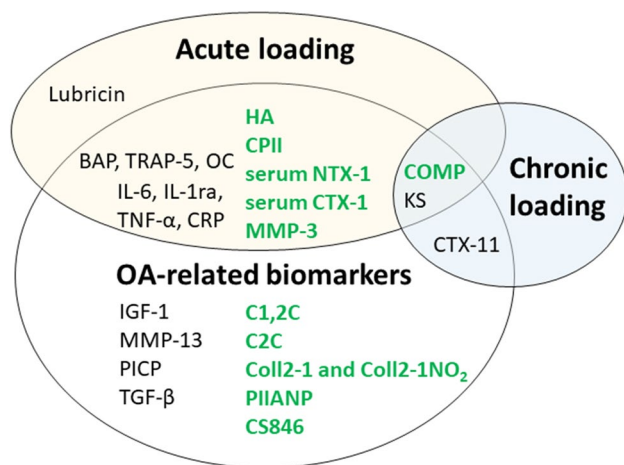 Acute loading
Lubricin
HA
CPII
BAP, TRAP-5, OC
serum NTX-1
IL-6, IL-1ra,
serum CTX-1
TNF-α, CRP
MMP-3
COMP
KS
Chronic
loading
CTX-11
OA-related biomarkers
IGF-1
C1,2C
MMP-13
C2C
PICP
Coll2-1 and Coll2-1NO₂
TGF-β
PIIANP
CS846